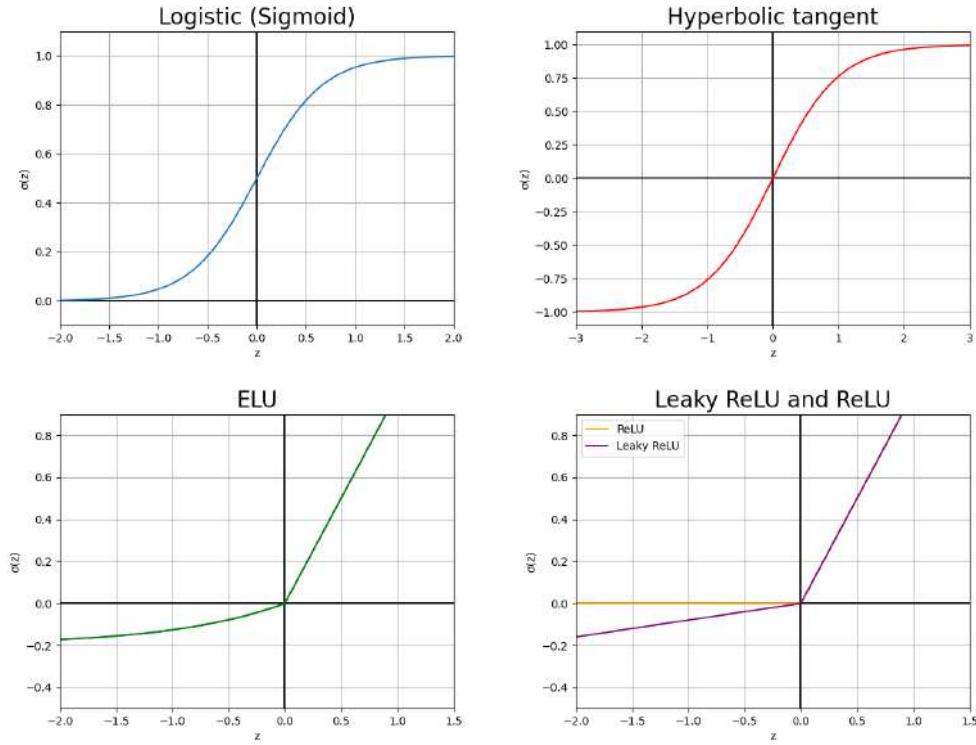 Logistic (Sigmoid)
1.0
0.8
0.6
0.4
0.2
0.0
σ(z)
−2.0 −1.5 −1.0 −0.5 0.0 0.5 1.0 1.5 2.0
z
Hyperbolic tangent
1.00
0.75
0.50
0.25
0.00
−0.25
−0.50
−0.75
−1.00
σ(z)
−3 −2 −1 0 1 2 3
z
ELU
0.8
0.6
0.4
0.2
0.0
−0.2
−0.4
σ(z)
−2.0 −1.5 −1.0 −0.5 0.0 0.5 1.0 1.5
z
Leaky ReLU and ReLU
ReLU
Leaky ReLU
0.8
0.6
0.4
0.2
0.0
−0.2
−0.4
σ(z)
−2.0 −1.5 −1.0 −0.5 0.0 0.5 1.0 1.5
z